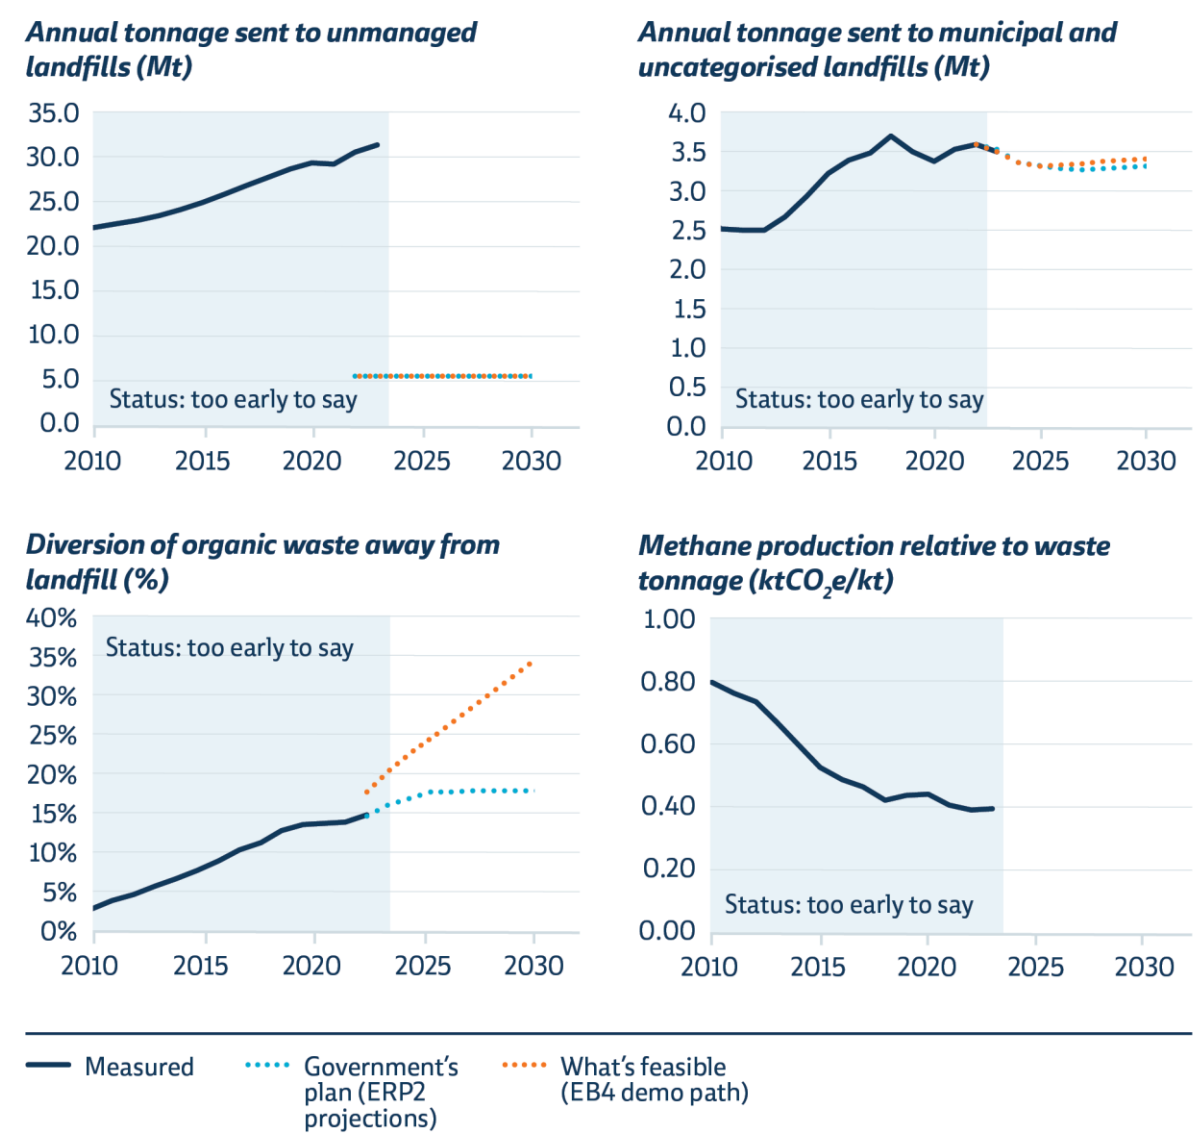 Annual tonnage sent to unmanaged
landfills (Mt)
35.0
30.0
25.0
20.0
15.0
10.0
5.0
0.0
Status: too early to say
2010 2015 2020 2025 2030
Annual tonnage sent to municipal and
uncategorised landfills (Mt)
4.0
3.5
3.0
2.5
2.0
1.5
1.0
0.5
0.0
Status: too early to say
2010 2015 2020 2025 2030
Diversion of organic waste away from
landfill (%)
40%
35%
30%
25%
20%
15%
10%
5%
0%
Status: too early to say
2010 2015 2020 2025 2030
Methane production relative to waste
tonnage (ktCO₂e/kt)
1.00
0.80
0.60
0.40
0.20
0.00
Status: too early to say
2010 2015 2020 2025 2030
Measured
Government's
plan (ERP2
projections)
What's feasible
(EB4 demo path)